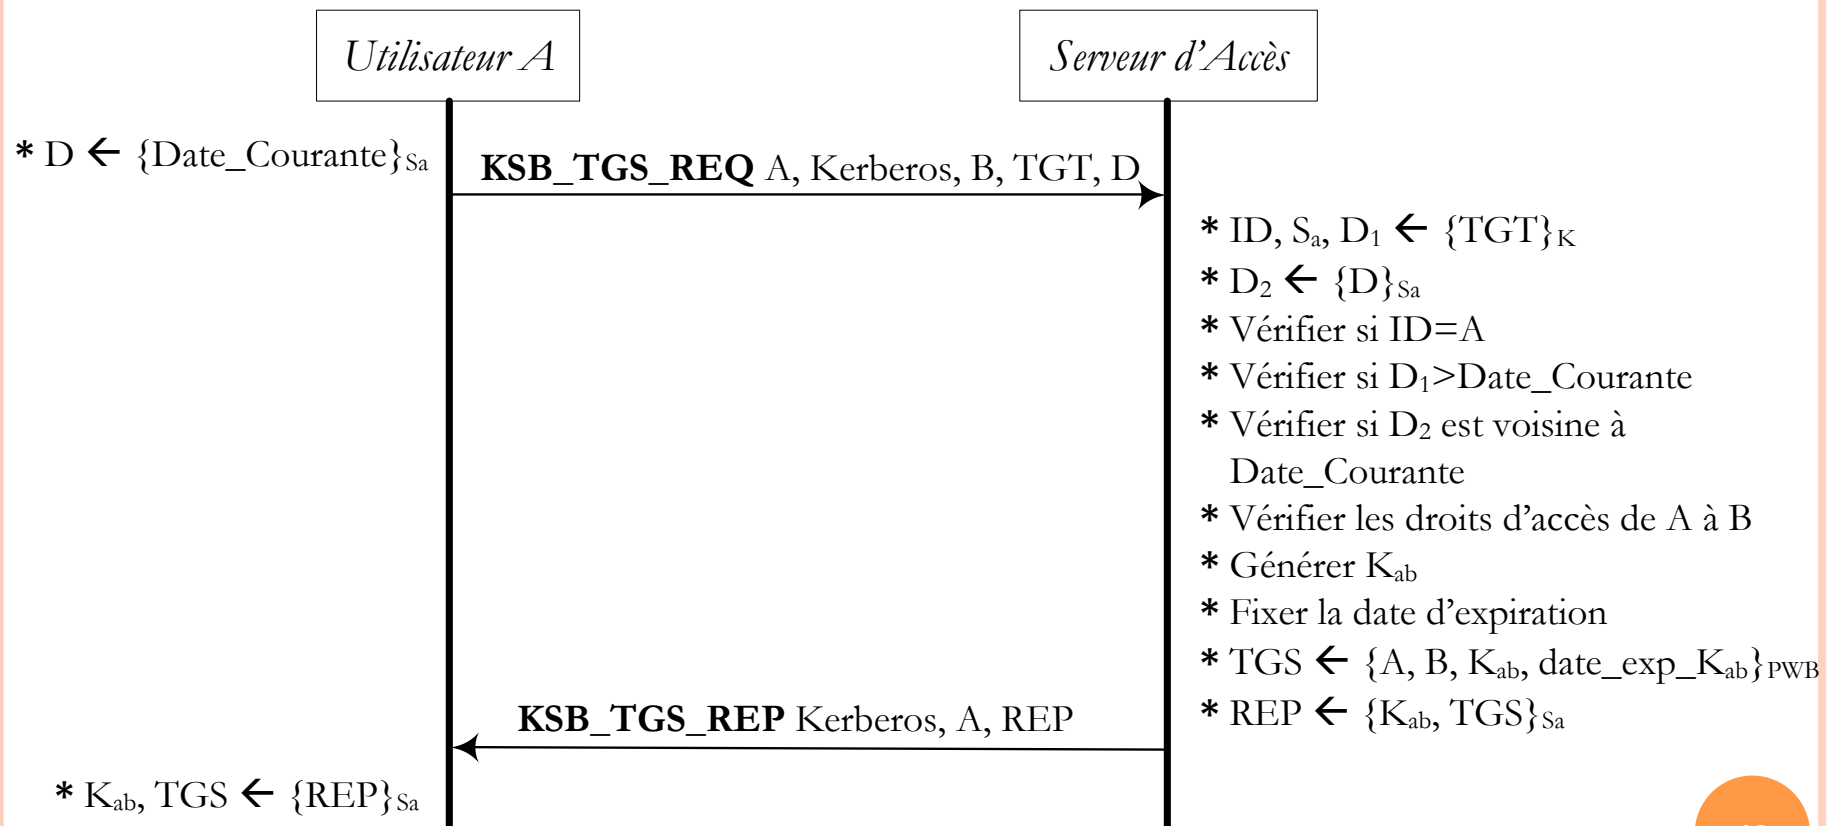 Utilisateur A
Serveur d'Accès
* D ← {Date_Courante}Sa
KSB_TGS_REQ A, Kerberos, B, TGT, D
* ID, Sa, D1 ← {TGT}K
* D2 ← {D}Sa
* Vérifier si ID=A
* Vérifier si D1>Date_Courante
* Vérifier si D2 est voisine à
Date_Courante
* Vérifier les droits d'accès de A à B
* Générer Kab
* Fixer la date d'expiration
* TGS ← {A, B, Kab, date_exp_Kab}PWB
* REP ← {Kab, TGS}Sa
KSB_TGS_REP Kerberos, A, REP
* Kab, TGS ← {REP}Sa